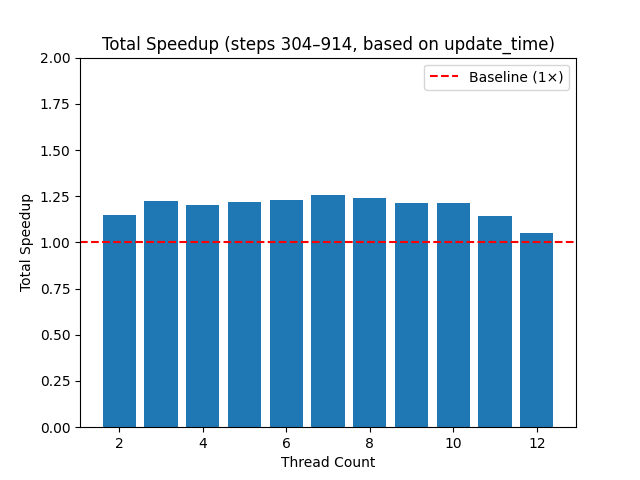 Total Speedup (steps 304–914, based on update_time)
2.00
1.75
1.50
1.25
1.00
0.75
0.50
0.25
0.00
Total Speedup
Baseline (1×)
2 4 6 8 10 12
Thread Count